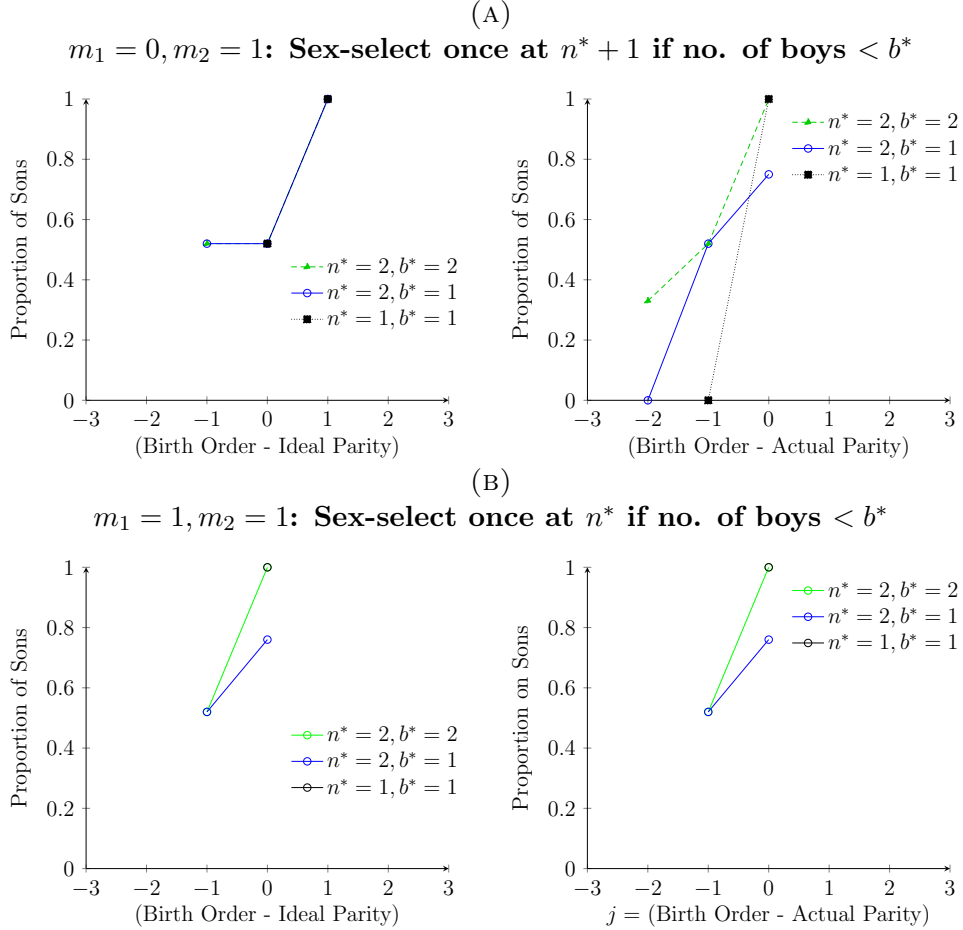 (A)
m₁ = 0, m₂ = 1: Sex-select once at n* + 1 if no. of boys < b*
Proportion of Sons
1
0.8
0.6
0.4
0.2
0
n* = 2, b* = 2
n* = 2, b* = 1
n* = 1, b* = 1
−3 −2 −1 0 1 2 3
(Birth Order - Ideal Parity)
Proportion of Sons
1
0.8
0.6
0.4
0.2
0
n* = 2, b* = 2
n* = 2, b* = 1
n* = 1, b* = 1
−3 −2 −1 0 1 2 3
(Birth Order - Actual Parity)
(B)
m₁ = 1, m₂ = 1: Sex-select once at n* if no. of boys < b*
Proportion of Sons
1
0.8
0.6
0.4
0.2
0
n* = 2, b* = 2
n* = 2, b* = 1
n* = 1, b* = 1
−3 −2 −1 0 1 2 3
(Birth Order - Ideal Parity)
Proportion on Sons
1
0.8
0.6
0.4
0.2
0
n* = 2, b* = 2
n* = 2, b* = 1
n* = 1, b* = 1
−3 −2 −1 0 1 2 3
j = (Birth Order - Actual Parity)